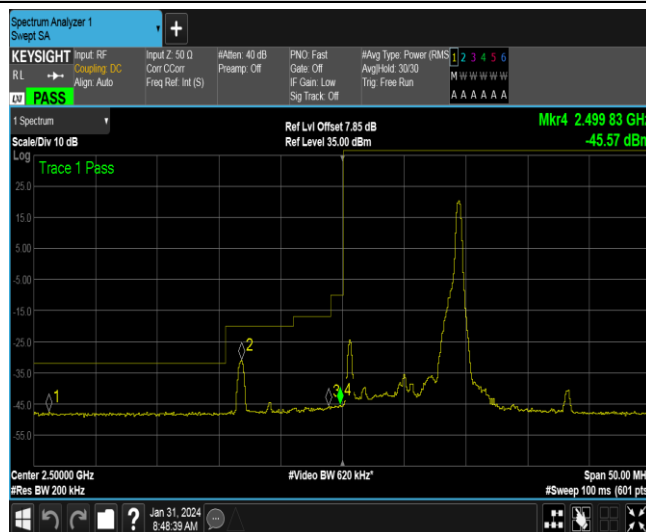 Spectrum Analyzer 1
Swept SA
+
KEYSIGHT Input: RF Input Z: 50 Ω #Atten: 40 dB PNO: Fast #Avg Type: Power (RMS 1 2 3 4 5 6
RL Coupling: DC Corr CCorr Preamp: Off Gate: Off Avg|Hold: 30/30 M W W W W W
Align: Auto Freq Ref: Int (S) IF Gain: Low Trig: Free Run
LXI PASS Sig Track: Off A A A A A A
1 Spectrum Ref Lvl Offset 7.85 dB Mkr4 2.499 83 GHz
Scale/Div 10 dB Ref Level 35.00 dBm -45.57 dBm
Log
Trace 1 Pass
25.0
15.0
5.00
-5.00
-15.0
-25.0
2
-35.0
1 3 4
-45.0
-55.0
Center 2.50000 GHz #Video BW 620 kHz* Span 50.00 MH
#Res BW 200 kHz #Sweep 100 ms (601 pts
? Jan 31, 2024
8:48:39 AM